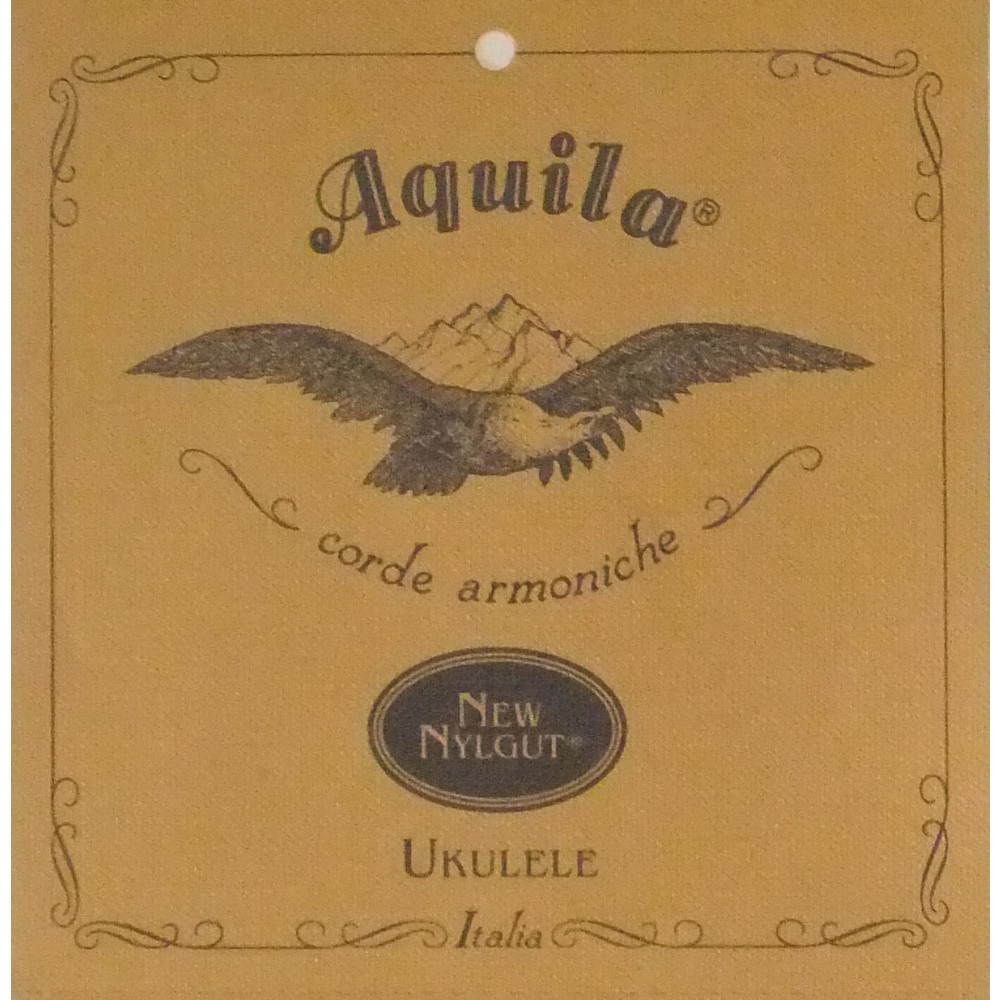 Aquila®
corde armoniche
NEW
NYLGUT®
UKULELE
Italia